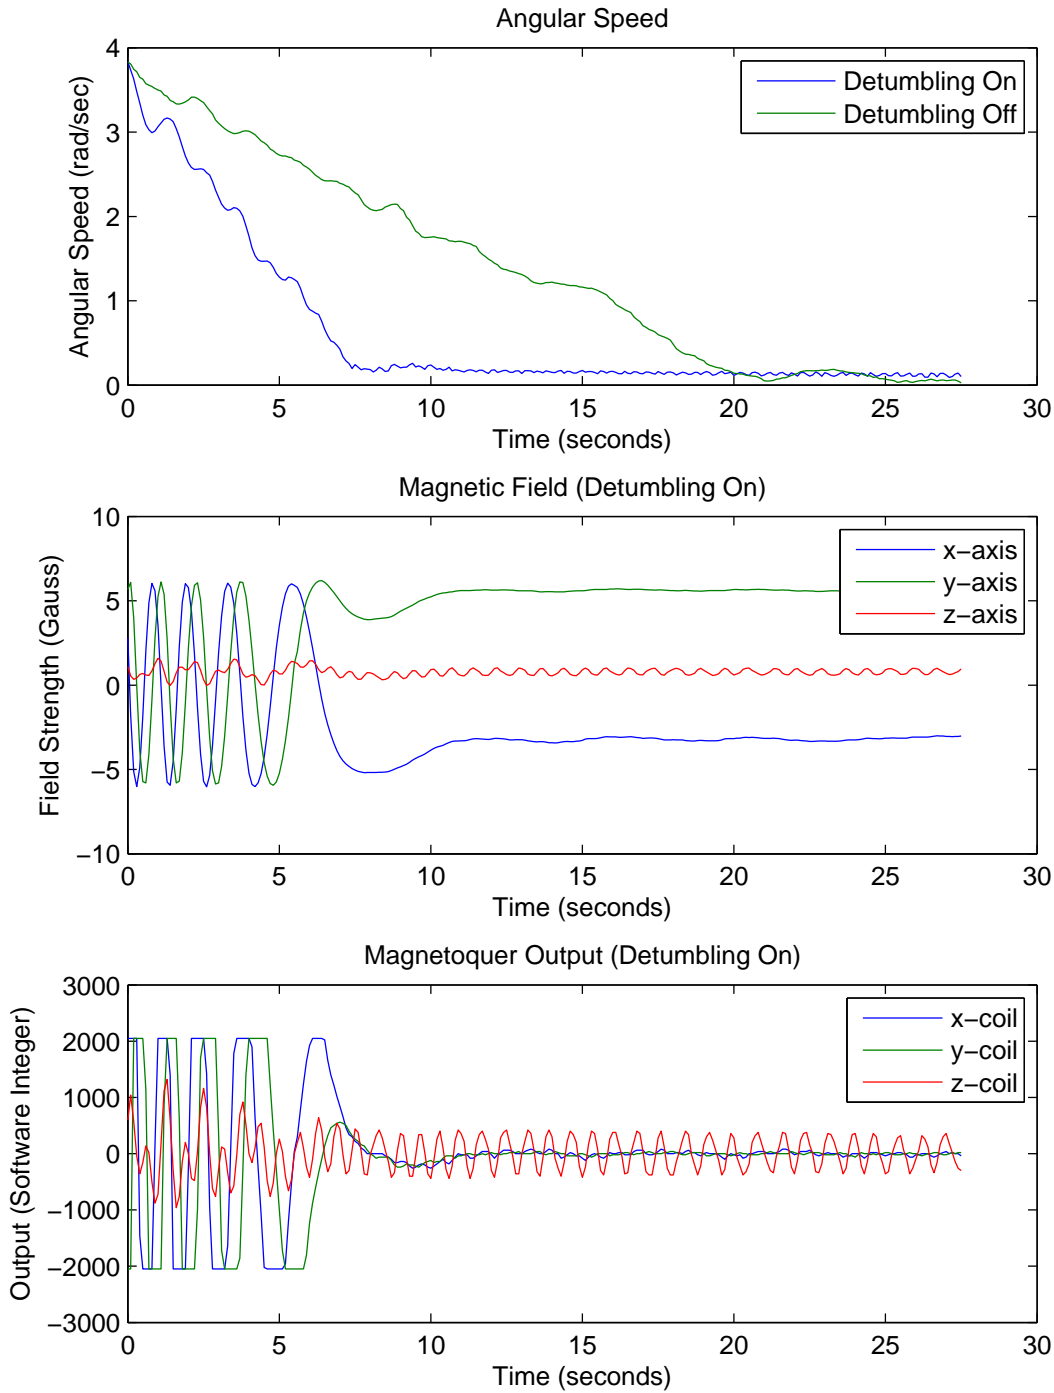 Angular Speed
Angular Speed (rad/sec)
4
3
2
1
0
Detumbling On
Detumbling Off
0 5 10 15 20 25 30
Time (seconds)
Magnetic Field (Detumbling On)
Field Strength (Gauss)
10
5
0
−5
−10
x−axis
y−axis
z−axis
0 5 10 15 20 25 30
Time (seconds)
Magnetoquer Output (Detumbling On)
Output (Software Integer)
3000
2000
1000
0
−1000
−2000
−3000
x−coil
y−coil
z−coil
0 5 10 15 20 25 30
Time (seconds)